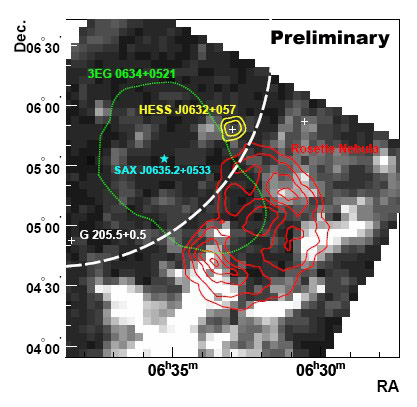 Dec.
Preliminary
06° 30'
3EG 0634+0521
06° 00'
HESS J0632+057
Rosette Nebula
05° 30'
SAX J0635.2+0533
05° 00'
G 205.5+0.5
04° 30'
04° 00'
06h35m
06h30m
RA